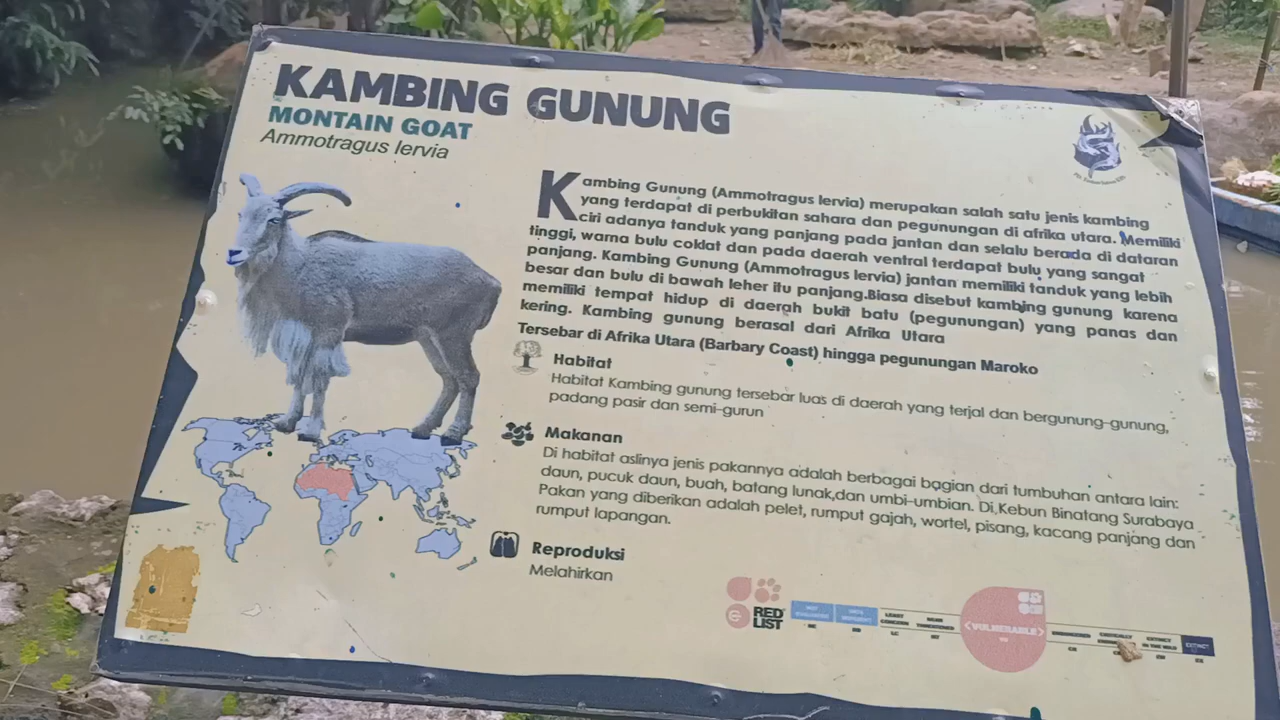 KAMBING GUNUNG
MONTAIN GOAT
Ammotragus lervia
Kambing Gunung (Ammotragus lervia) merupakan salah satu jenis kambing
yang terdapat di perbukitan sahara dan pegunungan di afrika utara. Memiliki
ciri adanya tanduk yang panjang pada jantan dan selalu berada di dataran
tinggi, warna bulu coklat dan pada daerah ventral terdapat bulu yang sangat
panjang. Kambing Gunung (Ammotragus lervia) jantan memiliki tanduk yang lebih
besar dan bulu di bawah leher itu panjang.Biasa disebut kambing gunung karena
memiliki tempat hidup di daerah bukit batu (pegunungan) yang panas dan
kering. Kambing gunung berasal dari Afrika Utara
Tersebar di Afrika Utara (Barbary Coast) hingga pegunungan Maroko
Habitat
Habitat Kambing gunung tersebar luas di daerah yang terjal dan bergunung-gunung,
padang pasir dan semi-gurun
Makanan
Di habitat aslinya jenis pakannya adalah berbagai bagian dari tumbuhan antara lain:
daun, pucuk daun, buah, batang lunak,dan umbi-umbian. Di Kebun Binatang Surabaya
Pakan yang diberikan adalah pelet, rumput gajah, wortel, pisang, kacang panjang dan
rumput lapangan.
Reproduksi
Melahirkan
RED
LIST
LEAST
CONCERN
LC
NEAR
THREATENED
NT
<VULNERABLE>
VU
ENDANGERED
EN
EXTINCT
IN THE WILD
EW
EXTINCT
EX